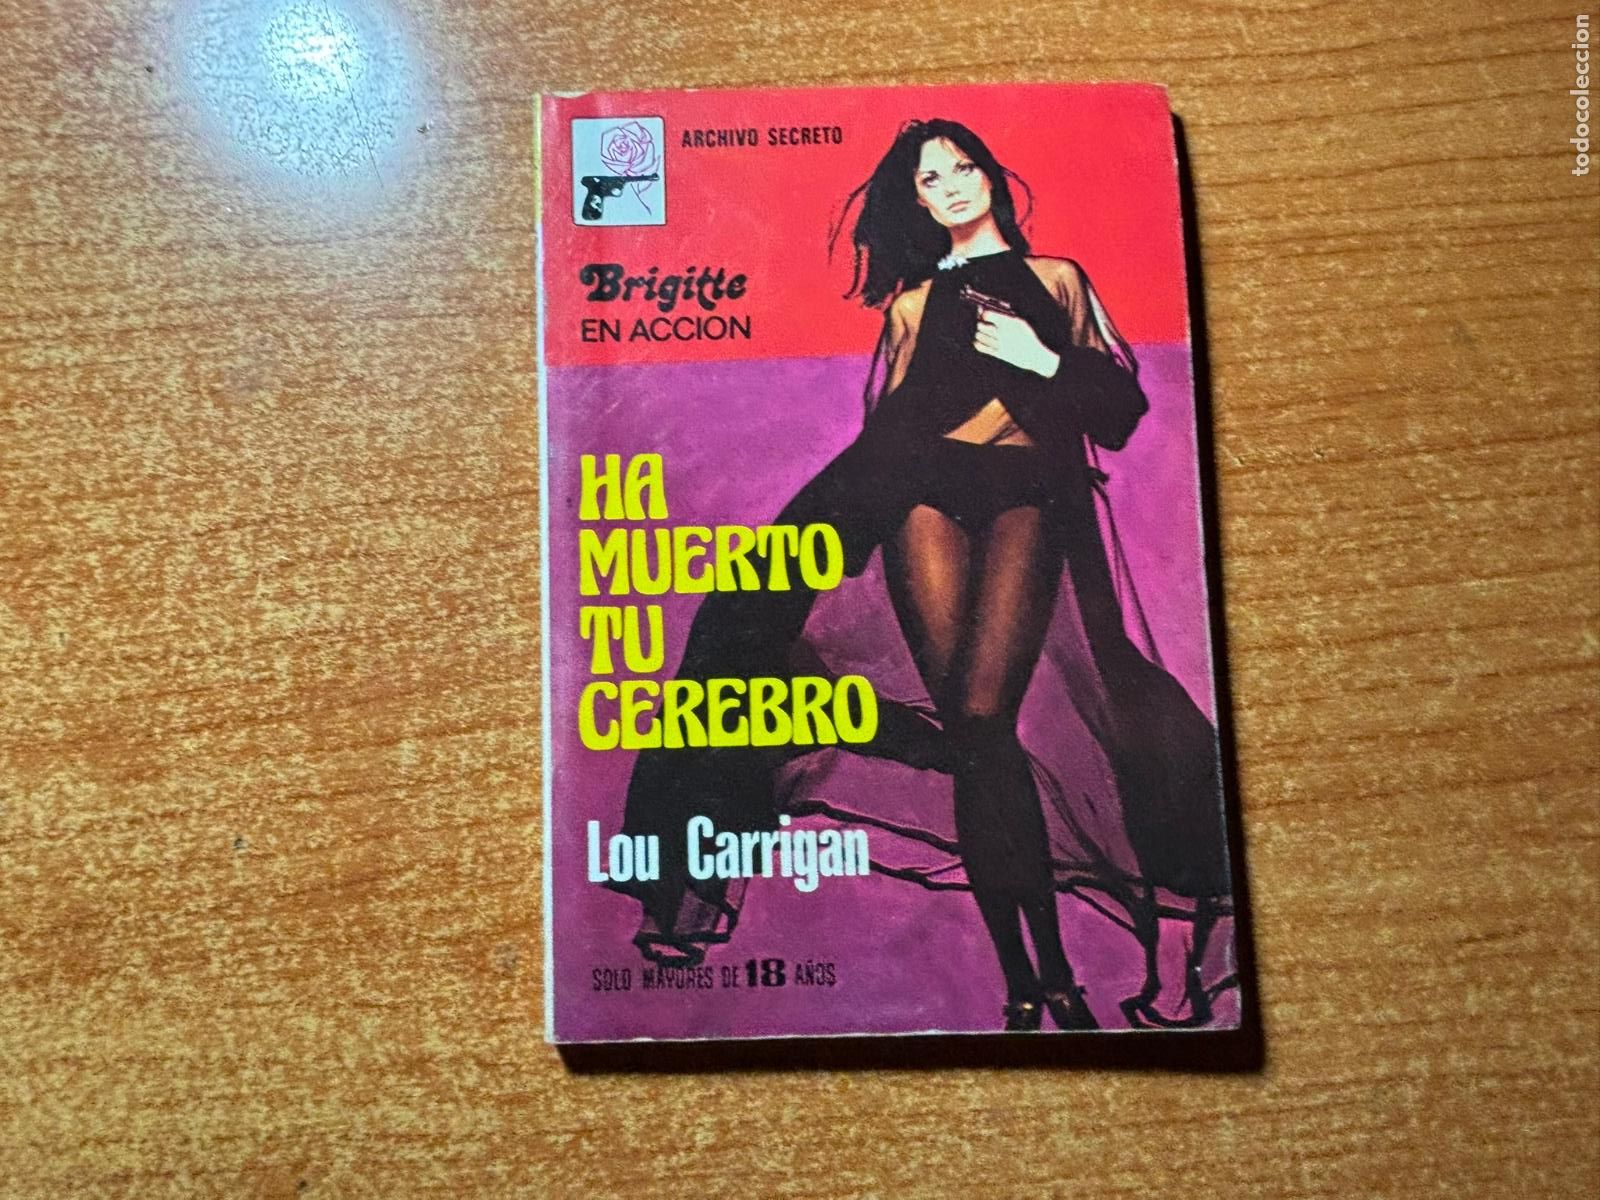 ARCHIVO SECRETO
Brigitte
EN ACCION
HA
MUERTO
TU
CEREBRO
Lou Carrigan
SOLO MAYORES DE 18 AÑOS
todocoleccion